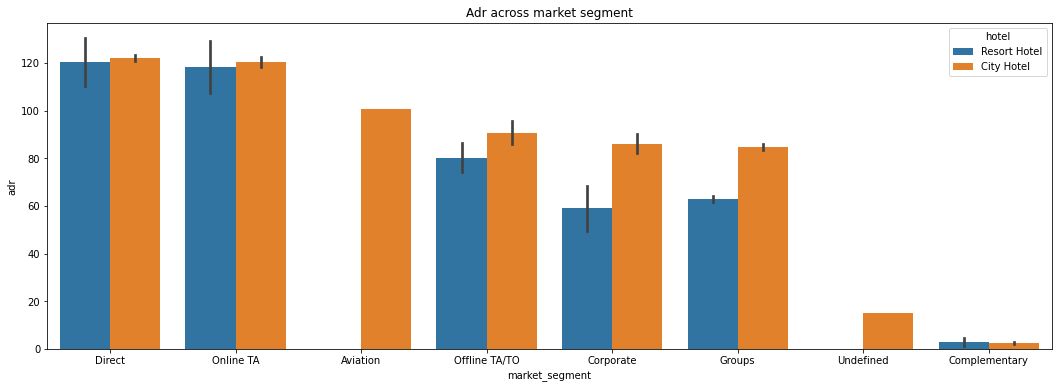 Adr across market segment
hotel
Resort Hotel
City Hotel
adr
120
100
80
60
40
20
0
Direct Online TA Aviation Offline TA/TO Corporate Groups Undefined Complementary
market_segment